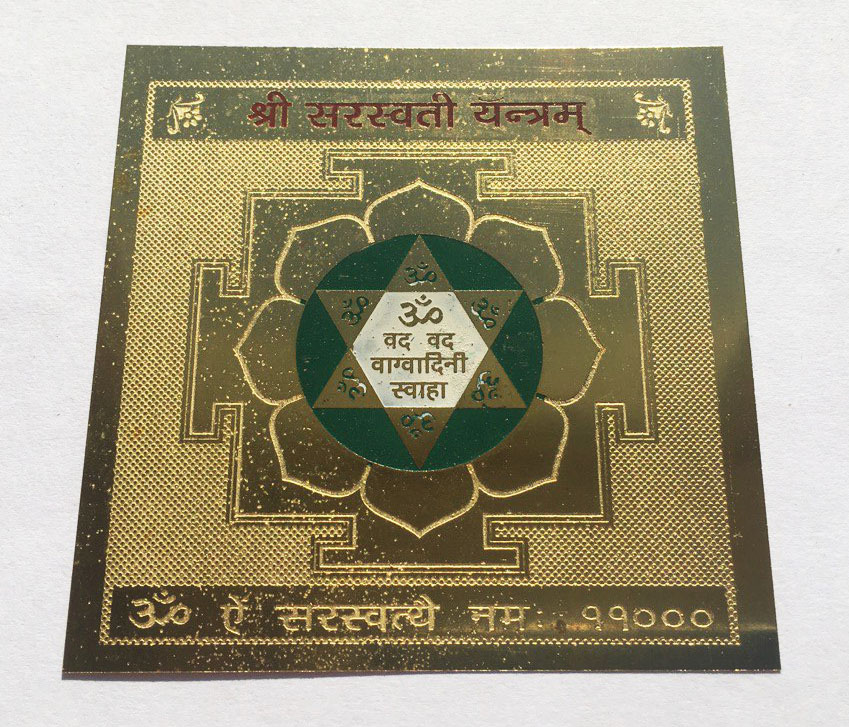 श्री सरस्वती यन्त्रम्
ॐ
ॐ ॐ
ॐ
वद वद
वाग्वादिनी
स्वाहा
ॐ ॐ
ॐ
ॐ ऐं सरस्वत्यै नमः ११०००